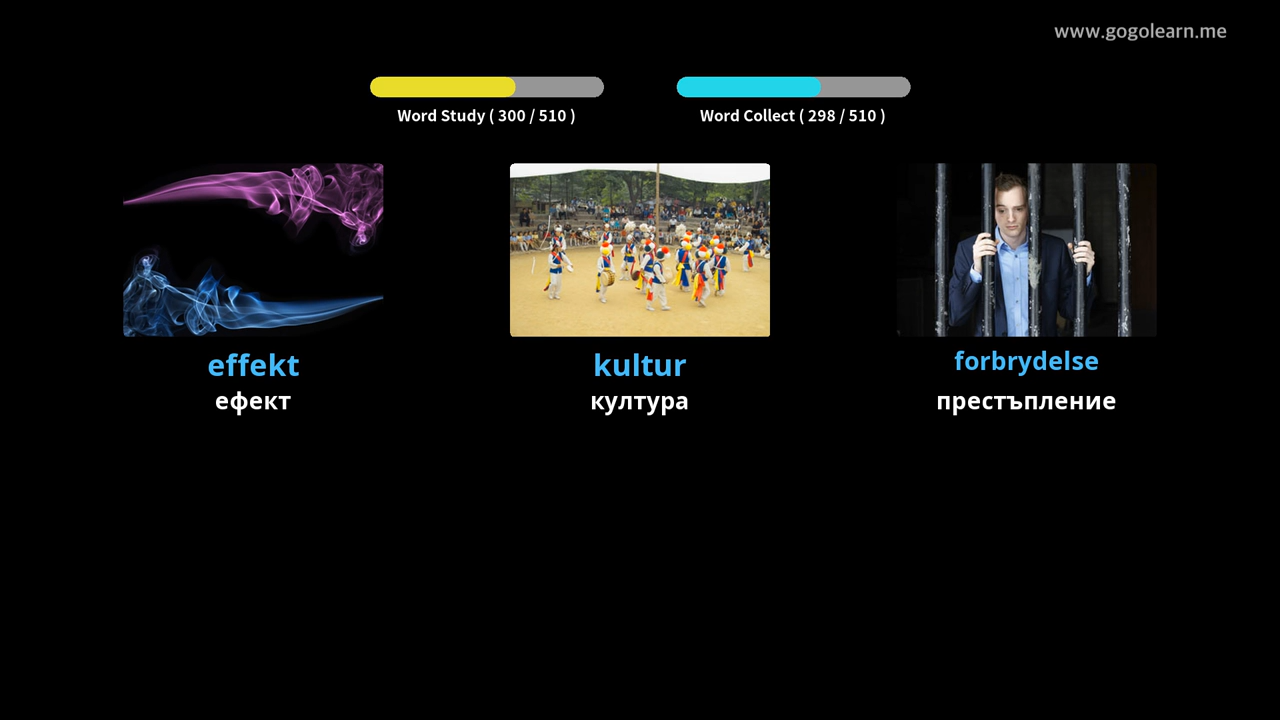 www.gogolearn.me
Word Study ( 300 / 510 )
Word Collect ( 298 / 510 )
effekt
ефект
kultur
култура
forbrydelse
престъпление